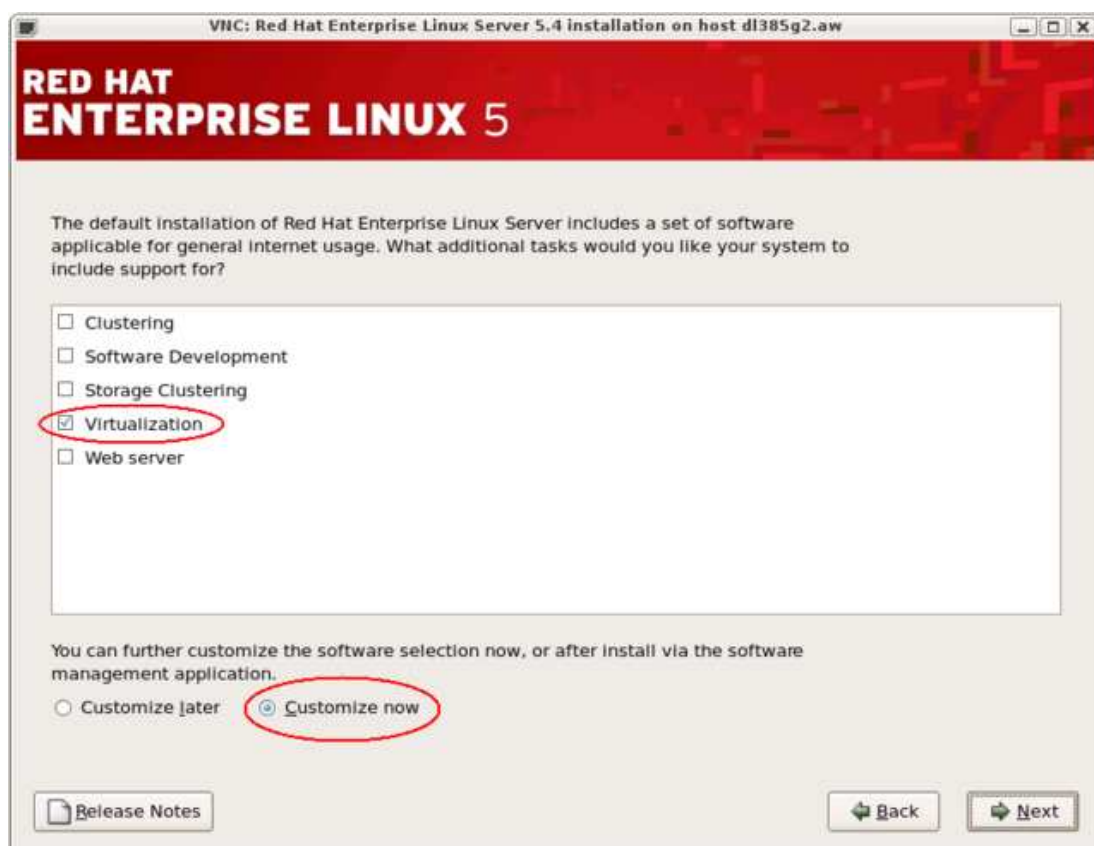 VNC: Red Hat Enterprise Linux Server 5.4 installation on host dl385g2.aw
RED HAT
ENTERPRISE LINUX 5
The default installation of Red Hat Enterprise Linux Server includes a set of software
applicable for general internet usage. What additional tasks would you like your system to
include support for?
Clustering
Software Development
Storage Clustering
Virtualization
Web server
You can further customize the software selection now, or after install via the software
management application.
Customize later Customize now
Release Notes Back Next